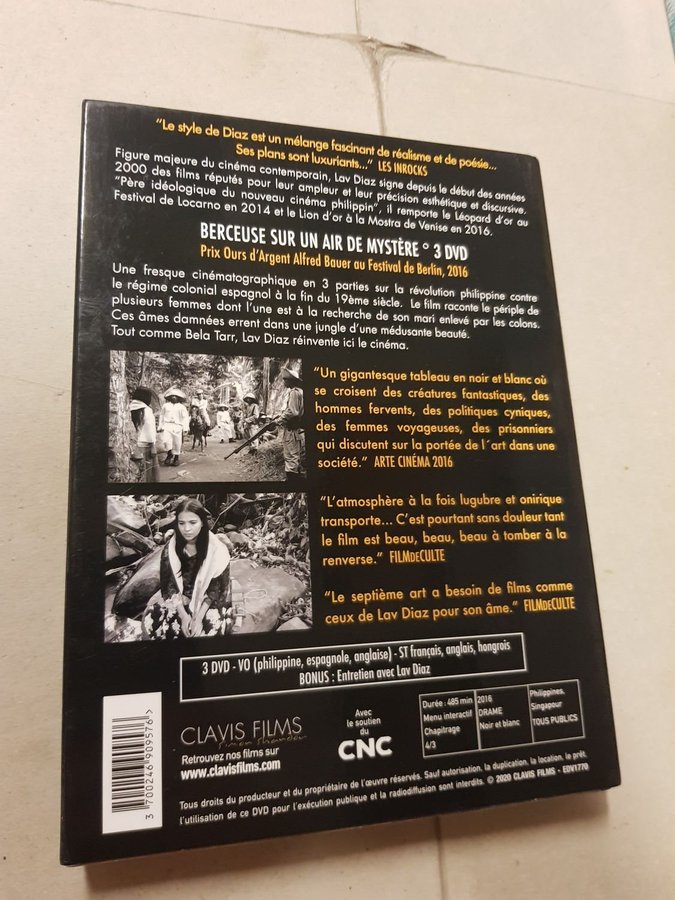 "Le style de Diaz est un mélange fascinant de réalisme et de poésie...
Ses plans sont luxuriants..." LES INROCKS
Figure majeure du cinéma contemporain, Lav Diaz signe depuis le début des années
2000 des films réputés pour leur ampleur et leur précision esthétique et discursive.
"Père idéologique du nouveau cinéma philippin", il remporte le Léopard d'or au
Festival de Locarno en 2014 et le Lion d'or à la Mostra de Venise en 2016.
BERCEUSE SUR UN AIR DE MYSTÈRE ° 3 DVD
Prix Ours d'Argent Alfred Bauer au Festival de Berlin, 2016
Une fresque cinématographique en 3 parties sur la révolution philippine contre
le régime colonial espagnol à la fin du 19ème siècle. Le film raconte le périple de
plusieurs femmes dont l'une est à la recherche de son mari enlevé par les colons.
Ces âmes damnées errent dans une jungle d'une médusante beauté.
Tout comme Bela Tarr, Lav Diaz réinvente ici le cinéma.
"Un gigantesque tableau en noir et blanc où
se croisent des créatures fantastiques, des
hommes fervents, des politiques cyniques,
des femmes voyageuses, des prisonniers
qui discutent sur la portée de l´art dans une
société." ARTE CINÉMA 2016
"L'atmosphère à la fois lugubre et onirique
transporte... C'est pourtant sans douleur tant
le film est beau, beau, beau à tomber à la
renverse." FILMDECULTE
"Le septième art a besoin de films comme
ceux de Lav Diaz pour son âme." FILMDECULTE
3 DVD - VO (philippine, espagnole, anglaise) - ST français, anglais, hongrois
BONUS : Entretien avec Lav Diaz
3 700246 909576
CLAVIS FILMS
simon shandor
Retrouvez nos films sur
www.clavisfilms.com
Avec
le soutien
du
CNC
Durée : 485 min
Menu interactif
Chapitrage
4/3
2016
DRAME
Noir et blanc
Philippines,
Singapour
TOUS PUBLICS
Tous droits du producteur et du propriétaire de l'œuvre réservés. Sauf autorisation, la duplication, la location, le prêt,
l'utilisation de ce DVD pour l'exécution publique et la radiodiffusion sont interdits. © 2020 CLAVIS FILMS - EDV1770